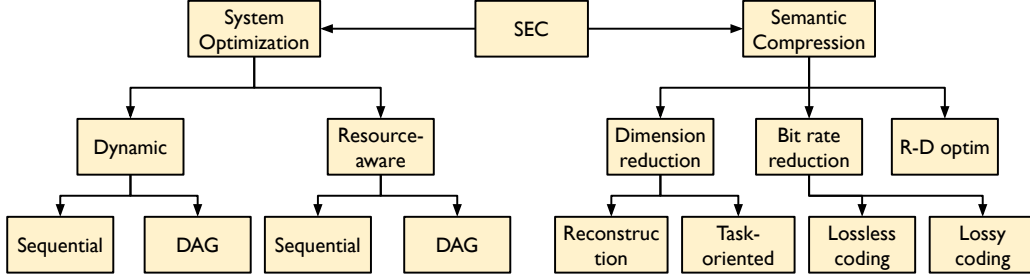 System
Optimization
SEC
Semantic
Compression
Dynamic
Resource-
aware
Dimension
reduction
Bit rate
reduction
R-D optim
Sequential
DAG
Sequential
DAG
Reconstruc
tion
Task-
oriented
Lossless
coding
Lossy
coding